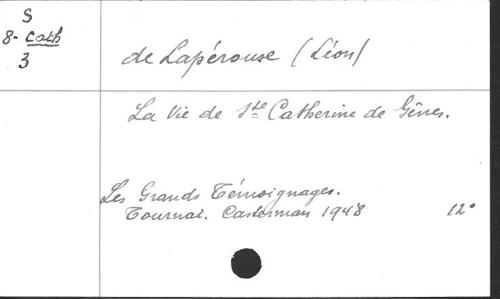 S
8- Cath
3
de Lapérouse (Léon)
La Vie de Ste Catherine de Gênes.
Les Grands Témoignages.
Tournai. Casterman 1948 12°